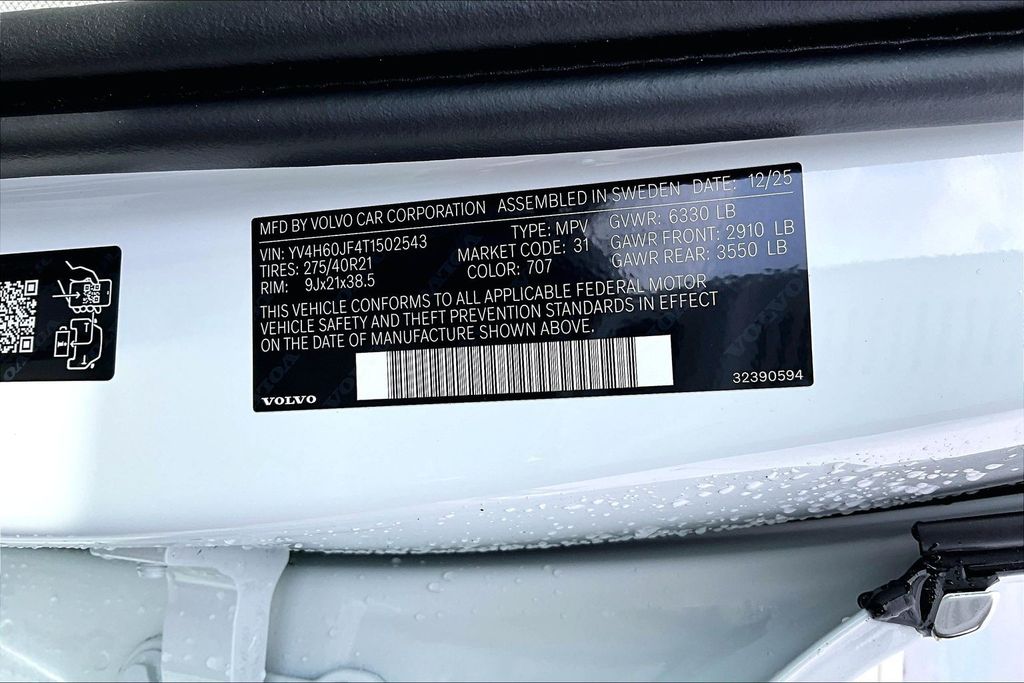 MFD BY VOLVO CAR CORPORATION ASSEMBLED IN SWEDEN DATE: 12/25
VIN: YV4H60JF4T1502543 TYPE: MPV GVWR: 6330 LB
TIRES: 275/40R21 MARKET CODE: 31 GAWR FRONT: 2910 LB
RIM: 9Jx21x38.5 COLOR: 707 GAWR REAR: 3550 LB
THIS VEHICLE CONFORMS TO ALL APPLICABLE FEDERAL MOTOR
VEHICLE SAFETY AND THEFT PREVENTION STANDARDS IN EFFECT
ON THE DATE OF MANUFACTURE SHOWN ABOVE.
VOLVO 32390594